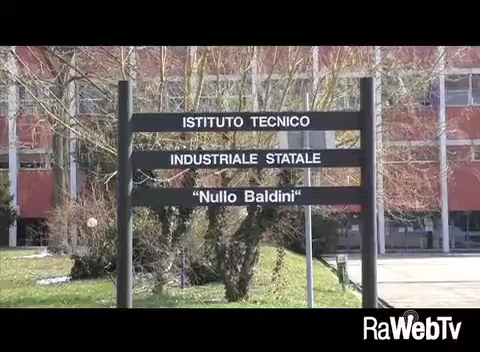 ISTITUTO TECNICO
INDUSTRIALE STATALE
“Nullo Baldini“
RaWebTv